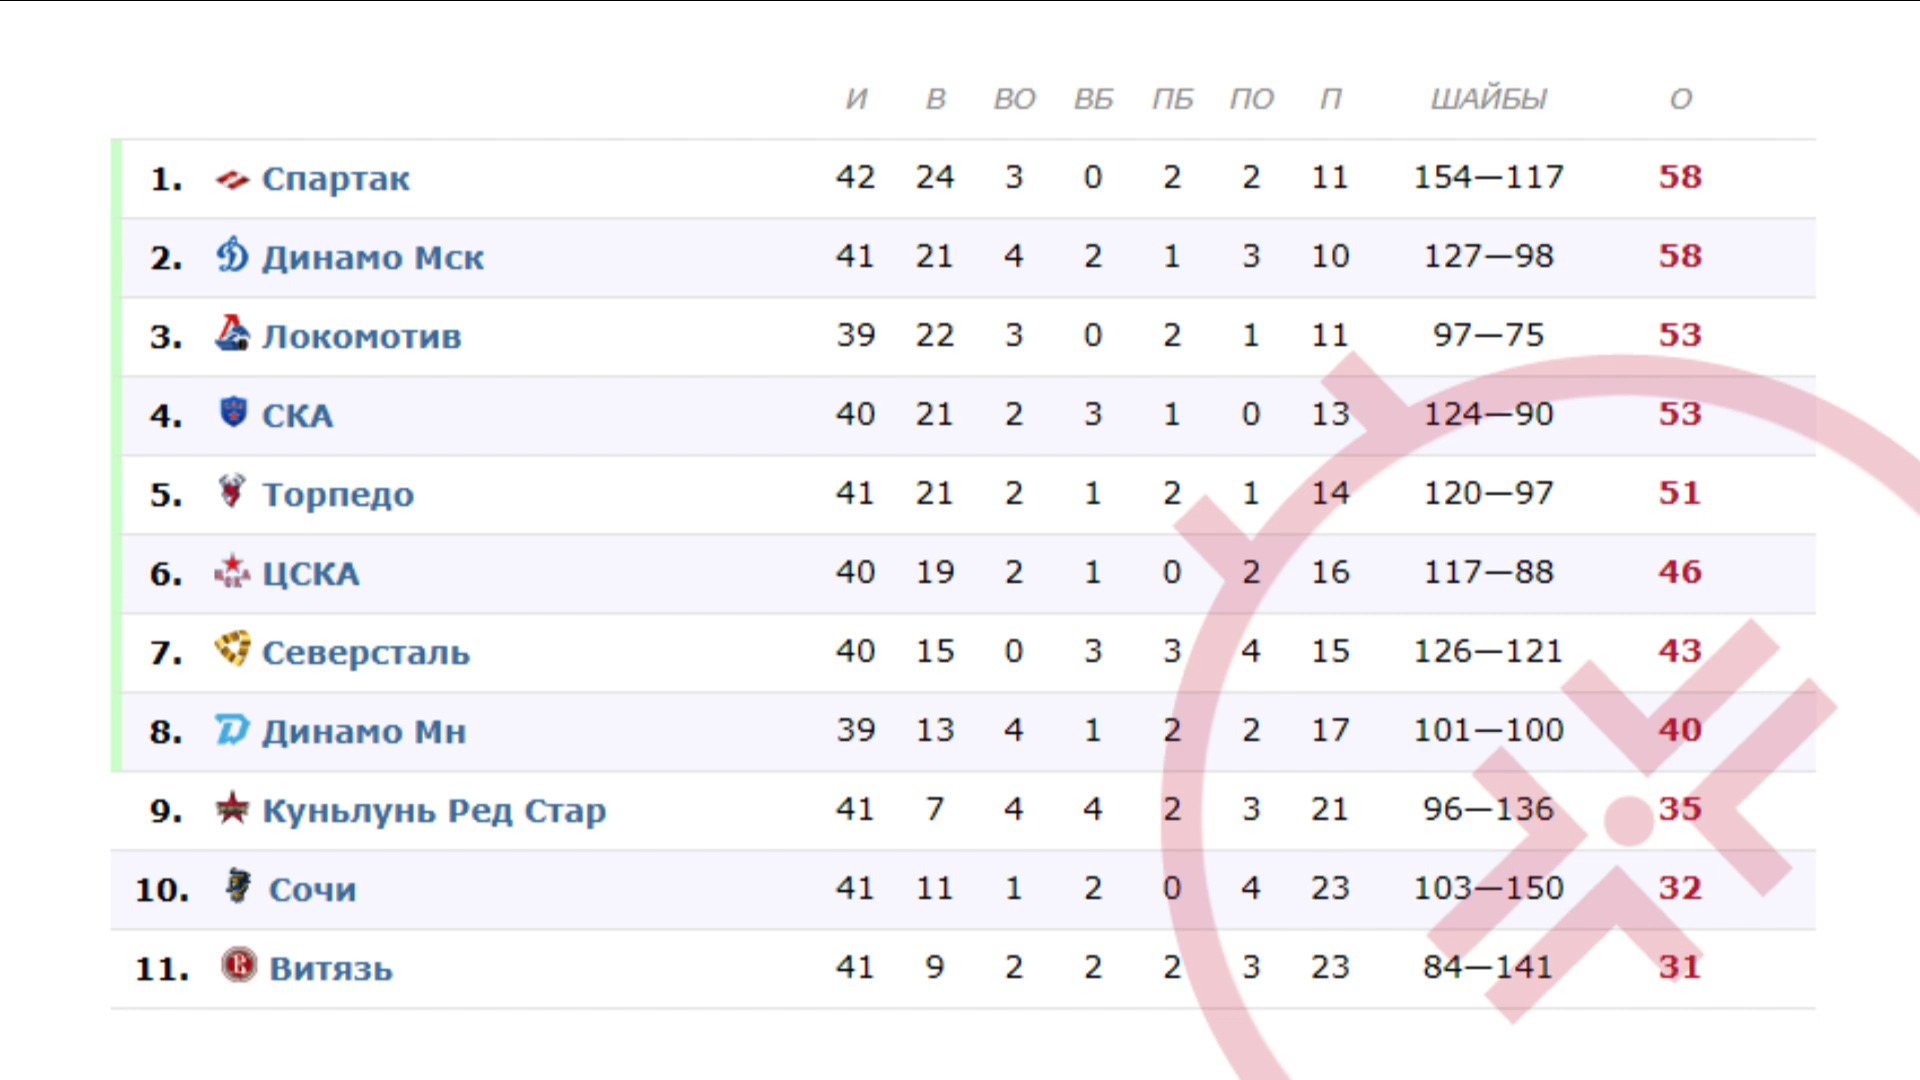 И В ВО ВБ ПБ ПО П ШАЙБЫ О
1. Спартак 42 24 3 0 2 2 11 154—117 58
2. Динамо Мск 41 21 4 2 1 3 10 127—98 58
3. Локомотив 39 22 3 0 2 1 11 97—75 53
4. СКА 40 21 2 3 1 0 13 124—90 53
5. Торпедо 41 21 2 1 2 1 14 120—97 51
6. ЦСКА 40 19 2 1 0 2 16 117—88 46
7. Северсталь 40 15 0 3 3 4 15 126—121 43
8. Динамо Мн 39 13 4 1 2 2 17 101—100 40
9. Куньлунь Ред Стар 41 7 4 4 2 3 21 96—136 35
10. Сочи 41 11 1 2 0 4 23 103—150 32
11. Витязь 41 9 2 2 2 3 23 84—141 31